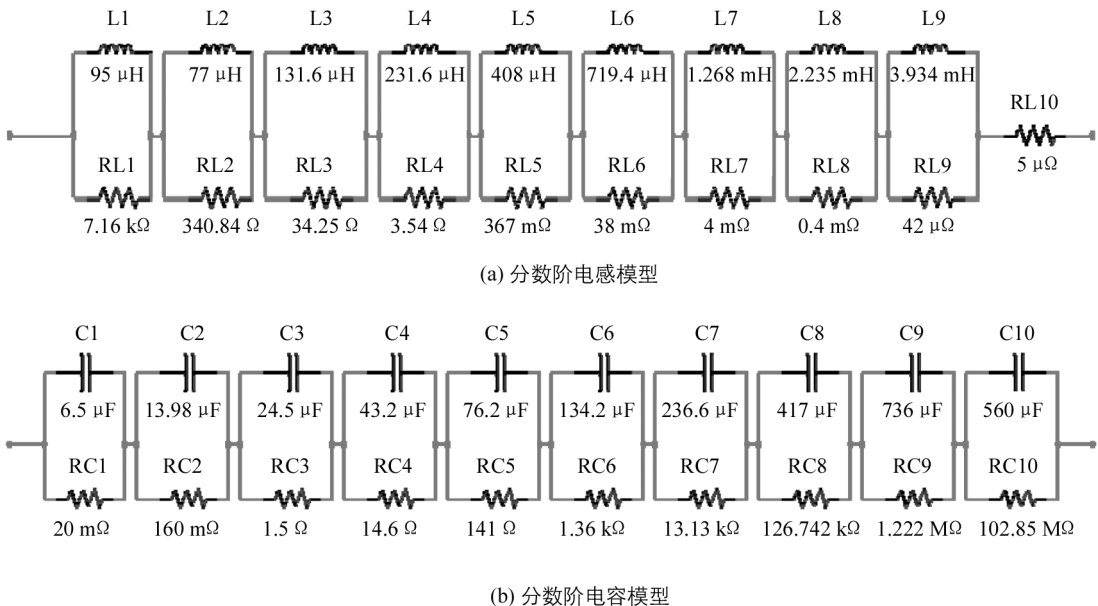 L1 L2 L3 L4 L5 L6 L7 L8 L9
95 μH 77 μH 131.6 μH 231.6 μH 408 μH 719.4 μH 1.268 mH 2.235 mH 3.934 mH
RL10
RL1 RL2 RL3 RL4 RL5 RL6 RL7 RL8 RL9
5 μΩ
7.16 kΩ 340.84 Ω 34.25 Ω 3.54 Ω 367 mΩ 38 mΩ 4 mΩ 0.4 mΩ 42 μΩ
(a) 分数阶电感模型
C1 C2 C3 C4 C5 C6 C7 C8 C9 C10
6.5 μF 13.98 μF 24.5 μF 43.2 μF 76.2 μF 134.2 μF 236.6 μF 417 μF 736 μF 560 μF
RC1 RC2 RC3 RC4 RC5 RC6 RC7 RC8 RC9 RC10
20 mΩ 160 mΩ 1.5 Ω 14.6 Ω 141 Ω 1.36 kΩ 13.13 kΩ 126.742 kΩ 1.222 MΩ 102.85 MΩ
(b) 分数阶电容模型